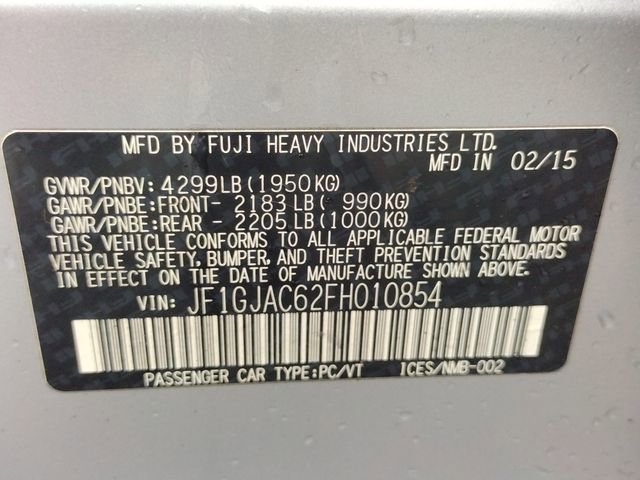 MFD BY FUJI HEAVY INDUSTRIES LTD.
MFD IN 02/15
GVWR/PNBV: 4299LB (1950KG)
GAWR/PNBE:FRONT- 2183LB( 990KG)
GAWR/PNBE:REAR - 2205LB(1000KG)
THIS VEHICLE CONFORMS TO ALL APPLICABLE FEDERAL MOTOR
VEHICLE SAFETY, BUMPER, AND THEFT PREVENTION STANDARDS
IN EFFECT ON THE DATE OF MANUFACTURE SHOWN ABOVE.
VIN: JF1GJAC62FH010854
PASSENGER CAR TYPE:PC/VT ICES/NMB-002